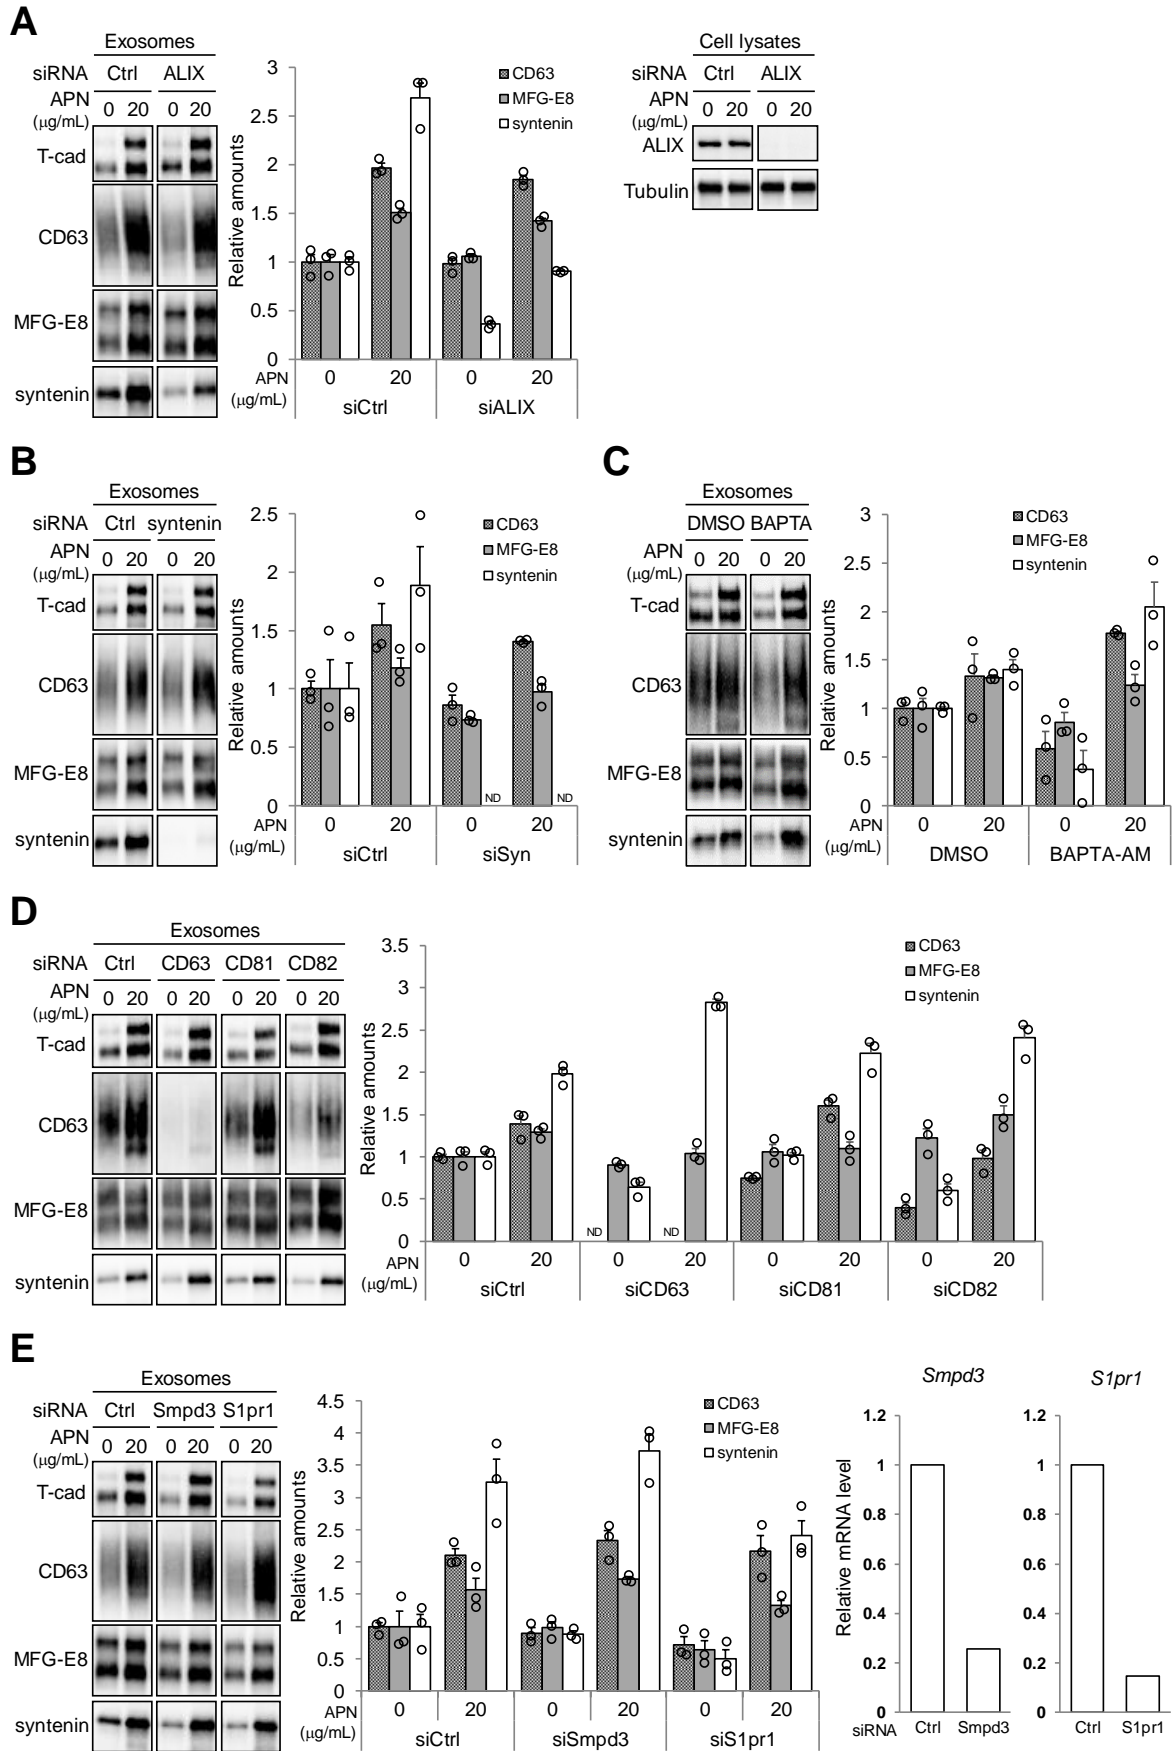 A
Exosomes
siRNA Ctrl ALIX
APN 0 20 0 20
(μg/mL)
T-cad
CD63
MFG-E8
syntenin
Relative amounts
3
2.5
2
1.5
1
0.5
0
CD63
MFG-E8
syntenin
APN 0 20 0 20
(μg/mL)
siCtrl siALIX
Cell lysates
siRNA Ctrl ALIX
APN 0 20 0 20
(μg/mL)
ALIX
Tubulin
B
Exosomes
siRNA Ctrl syntenin
APN 0 20 0 20
(μg/mL)
T-cad
CD63
MFG-E8
syntenin
Relative amounts
2.5
2
1.5
1
0.5
0
CD63
MFG-E8
syntenin
ND ND
APN 0 20 0 20
(μg/mL)
siCtrl siSyn
C
Exosomes
DMSO BAPTA
APN 0 20 0 20
(μg/mL)
T-cad
CD63
MFG-E8
syntenin
Relative amounts
3
2.5
2
1.5
1
0.5
0
CD63
MFG-E8
syntenin
APN 0 20 0 20
(μg/mL)
DMSO BAPTA-AM
D
Exosomes
siRNA Ctrl CD63 CD81 CD82
APN 0 20 0 20 0 20 0 20
(μg/mL)
T-cad
CD63
MFG-E8
syntenin
Relative amounts
3.5
3
2.5
2
1.5
1
0.5
0
CD63
MFG-E8
syntenin
ND ND
APN 0 20 0 20 0 20 0 20
(μg/mL)
siCtrl siCD63 siCD81 siCD82
E
Exosomes
siRNA Ctrl Smpd3 S1pr1
APN 0 20 0 20 0 20
(μg/mL)
T-cad
CD63
MFG-E8
syntenin
Relative amounts
4.5
4
3.5
3
2.5
2
1.5
1
0.5
0
CD63
MFG-E8
syntenin
APN 0 20 0 20 0 20
(μg/mL)
siCtrl siSmpd3 siS1pr1
Smpd3
Relative mRNA level
1.2
1
0.8
0.6
0.4
0.2
0
siRNA Ctrl Smpd3
S1pr1
1.2
1
0.8
0.6
0.4
0.2
0
Ctrl S1pr1